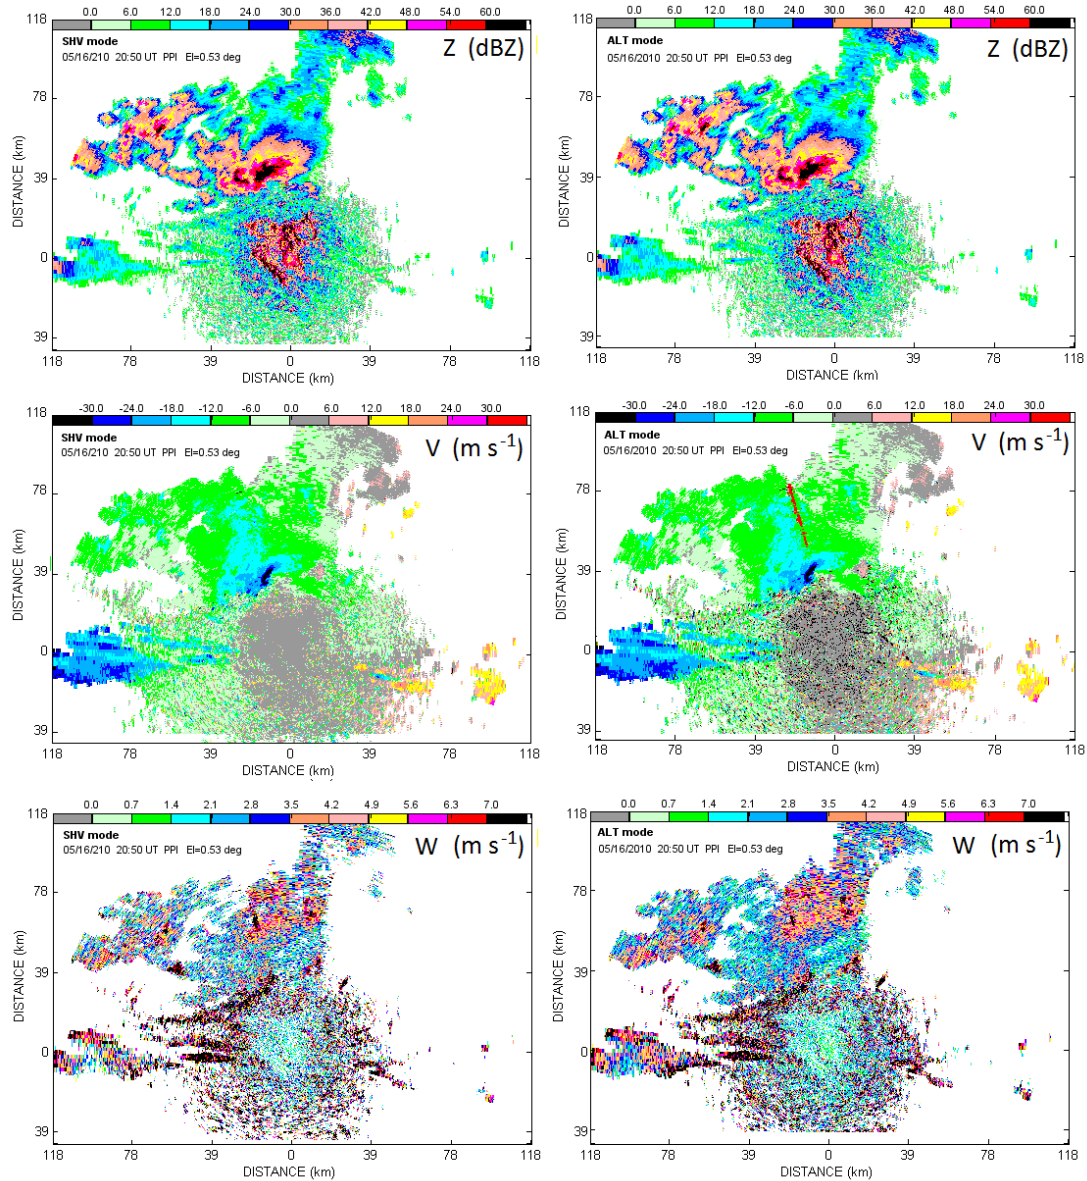 0.0 6.0 12.0 18.0 24.0 30.0 36.0 42.0 48.0 54.0 60.0
118
SHV mode
Z (dBZ)
05/16/210 20:50 UT PPI El=0.53 deg
78
39
0
39
DISTANCE (km)
118 78 39 0 39 78 118
DISTANCE (km)
0.0 6.0 12.0 18.0 24.0 30.0 36.0 42.0 48.0 54.0 60.0
118
ALT mode
Z (dBZ)
05/16/2010 20:50 UT PPI El=0.53 deg
78
39
0
39
DISTANCE (km)
118 78 39 0 39 78 118
DISTANCE (km)
-30.0 -24.0 -18.0 -12.0 -6.0 0.0 6.0 12.0 18.0 24.0 30.0
118
SHV mode
V (m s-1)
05/16/210 20:50 UT PPI El=0.53 deg
78
39
0
39
DISTANCE (km)
118 78 39 0 39 78 118
DISTANCE (km)
-30.0 -24.0 -18.0 -12.0 -6.0 0.0 6.0 12.0 18.0 24.0 30.0
118
ALT mode
V (m s-1)
05/16/2010 20:50 UT PPI El=0.53 deg
78
39
0
39
DISTANCE (km)
118 78 39 0 39 78 118
DISTANCE (km)
0.0 0.7 1.4 2.1 2.8 3.5 4.2 4.9 5.6 6.3 7.0
118
SHV mode
W (m s-1)
05/16/210 20:50 UT PPI El=0.53 deg
78
39
0
39
DISTANCE (km)
118 78 39 0 39 78 118
DISTANCE (km)
0.0 0.7 1.4 2.1 2.8 3.5 4.2 4.9 5.6 6.3 7.0
118
ALT mode
W (m s-1)
05/16/2010 20:50 UT PPI El=0.53 deg
78
39
0
39
DISTANCE (km)
118 78 39 0 39 78 118
DISTANCE (km)